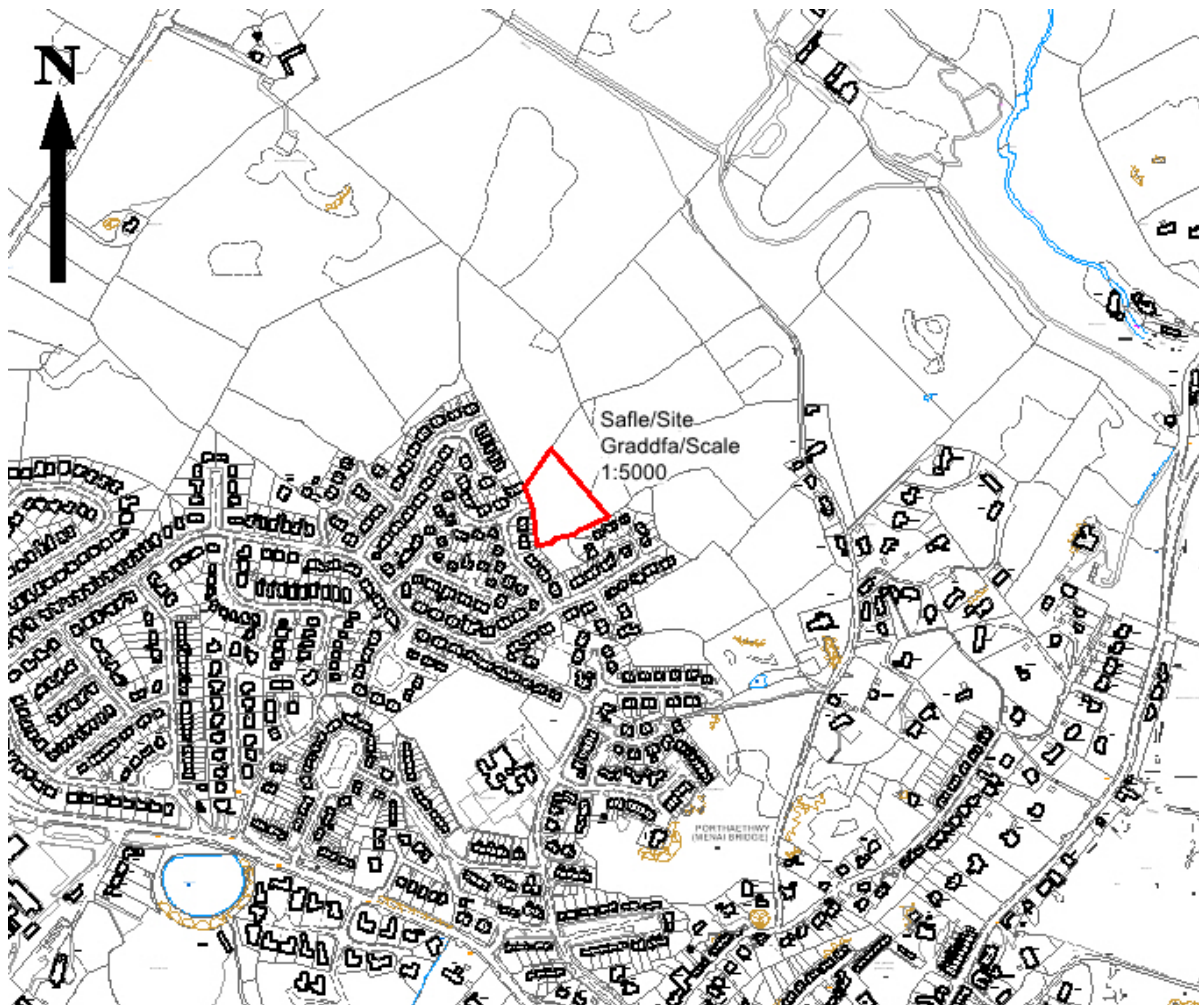 N
Safle/Site
Graddfa/Scale
1:5000
PORTHAETHWY
(MENAI BRIDGE)